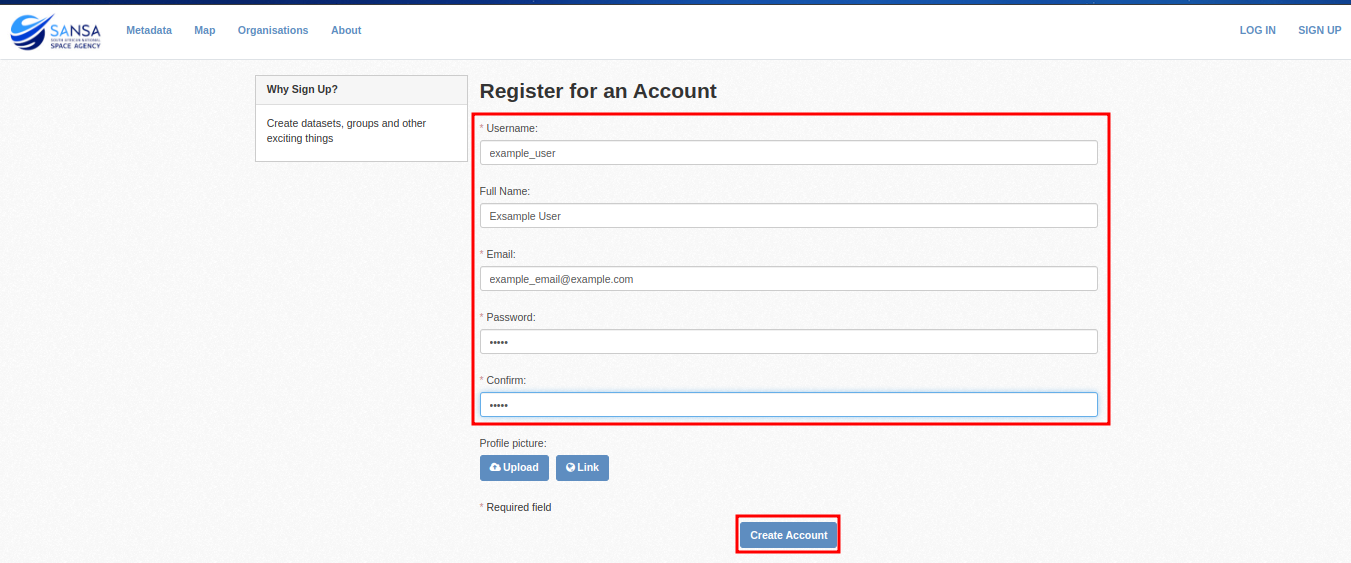 SANSA
SOUTH AFRICAN NATIONAL
SPACE AGENCY
Metadata Map Organisations About
LOG IN SIGN UP
Why Sign Up?
Create datasets, groups and other
exciting things
Register for an Account
* Username:
example_user
Full Name:
Exsample User
* Email:
example_email@example.com
* Password:
•••••
* Confirm:
•••••
Profile picture:
Upload Link
* Required field
Create Account